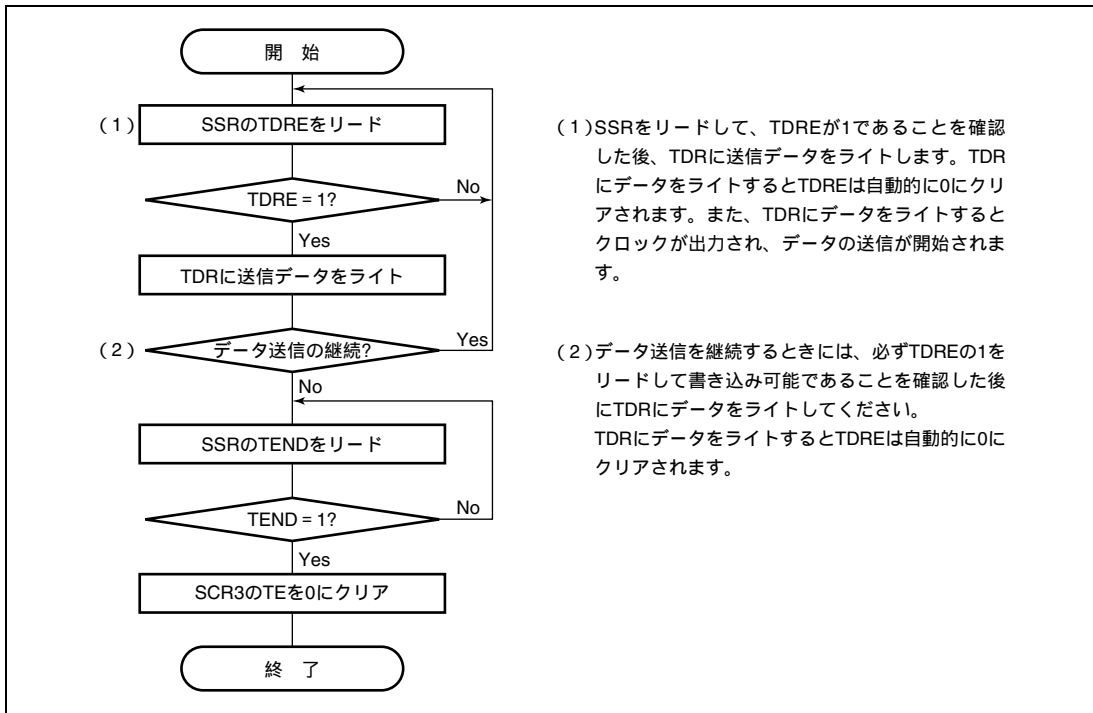 開 始
(1) SSRのTDREをリード
TDRE = 1?
No
Yes
TDRに送信データをライト
(2) データ送信の継続?
Yes
No
SSRのTENDをリード
TEND = 1?
No
Yes
SCR3のTEを0にクリア
終 了
(1)SSRをリードして、TDREが1であることを確認
した後、TDRに送信データをライトします。TDR
にデータをライトするとTDREは自動的に0にクリ
アされます。また、TDRにデータをライトすると
クロックが出力され、データの送信が開始されま
す。
(2)データ送信を継続するときには、必ずTDREの1を
リードして書き込み可能であることを確認した後
にTDRにデータをライトしてください。
TDRにデータをライトするとTDREは自動的に0に
クリアされます。